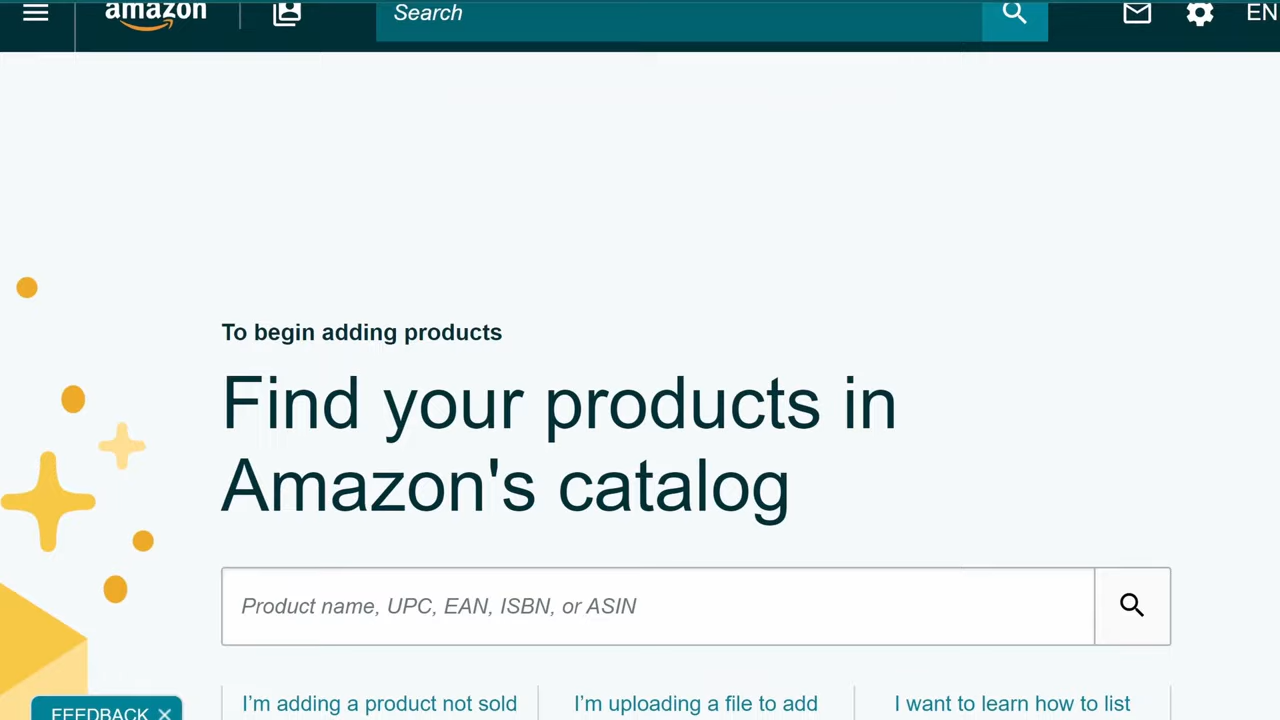 amazon
Search
EN
To begin adding products
Find your products in
Amazon's catalog
Product name, UPC, EAN, ISBN, or ASIN
I'm adding a product not sold
I'm uploading a file to add
I want to learn how to list
FEEDBACK